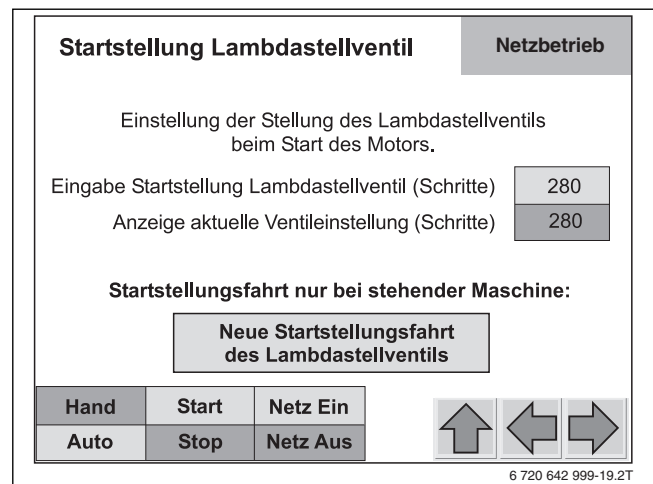 Startstellung Lambdastellventil
Netzbetrieb
Einstellung der Stellung des Lambdastellventils
beim Start des Motors.
Eingabe Startstellung Lambdastellventil (Schritte) 280
Anzeige aktuelle Ventileinstellung (Schritte) 280
Startstellungsfahrt nur bei stehender Maschine:
Neue Startstellungsfahrt
des Lambdastellventils
Hand Start Netz Ein
Auto Stop Netz Aus
6 720 642 999-19.2T